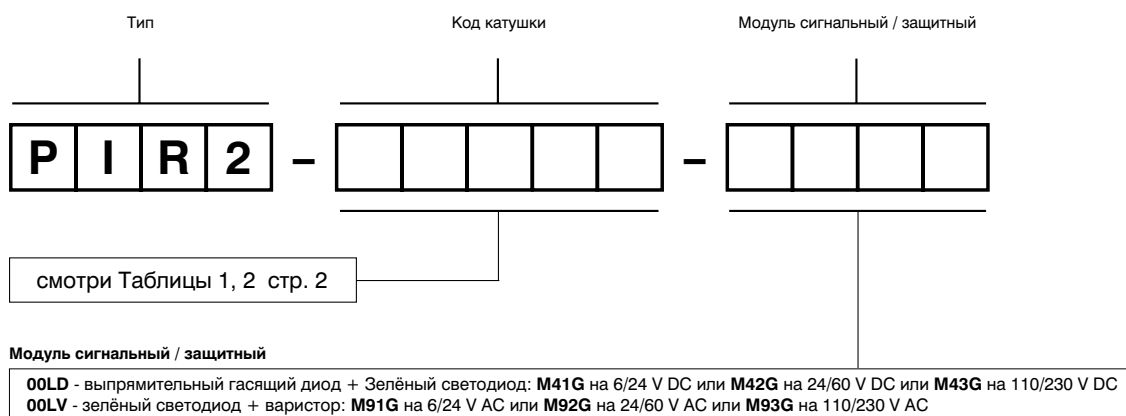 Тип Код катушки Модуль сигнальный / защитный
P I R 2 – –
смотри Таблицы 1, 2 стр. 2
Модуль сигнальный / защитный
00LD - выпрямительный гасящий диод + Зелёный светодиод: M41G на 6/24 V DC или M42G на 24/60 V DC или M43G на 110/230 V DC
00LV - зелёный светодиод + варистор: M91G на 6/24 V AC или M92G на 24/60 V AC или M93G на 110/230 V AC